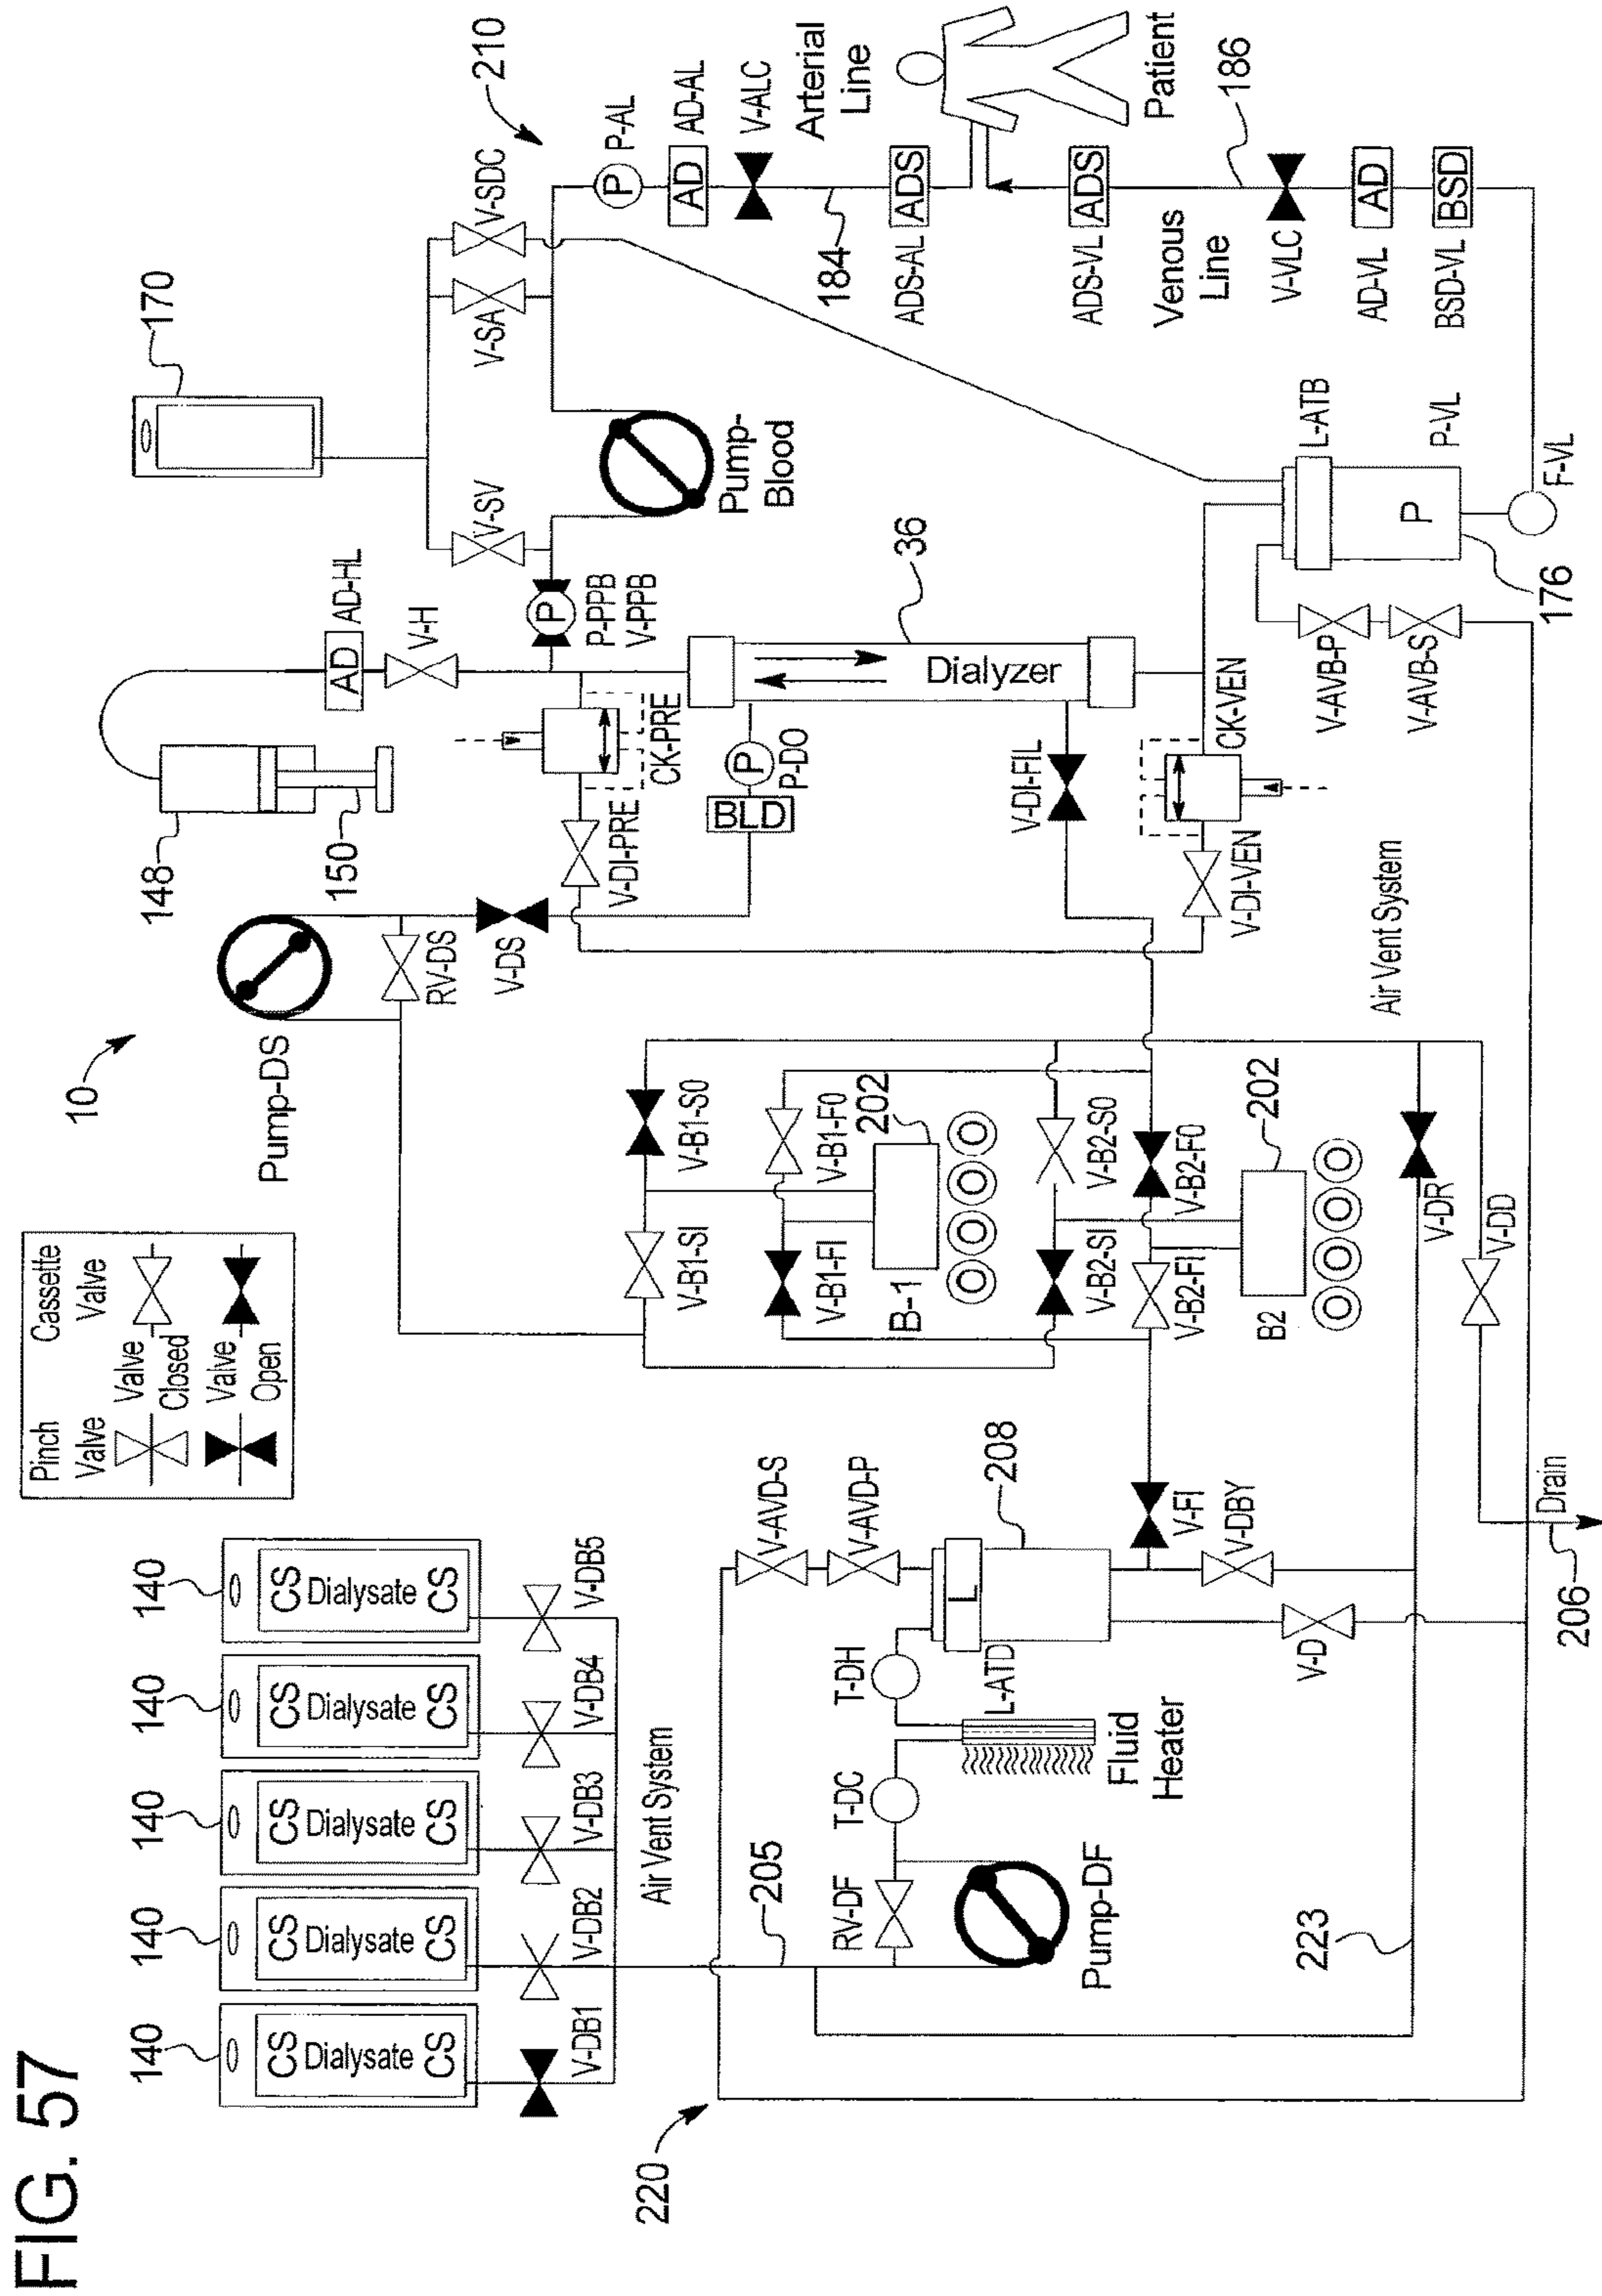 FIG. 57
10
220
210
Pinch
Valve
Cassette
Valve
Valve
Closed
Valve
Open
140
140
140
140
140
CS Dialysate CS
CS Dialysate CS
CS Dialysate CS
CS Dialysate CS
CS Dialysate CS
V-DB1
V-DB2
V-DB3
V-DB4
V-DB5
Air Vent System
205
RV-DF
Pump-DF
T-DC
T-DH
Fluid
Heater
L-ATD
L
208
V-AVD-S
V-AVD-P
V-FI
V-DBY
V-D
223
Drain
206
Pump-DS
RV-DS
V-DS
V-B1-SI
V-B1-S0
V-B1-FI
V-B1-F0
B-1
202
V-B2-SI
V-B2-S0
V-B2-FI
V-B2-F0
B2
202
V-DR
V-DD
Air Vent System
148
150
AD
AD-HL
V-H
CK-PRE
V-DI-PRE
BLD
P
P-DO
V-DI-FIL
V-DI-VEN
CK-VEN
Dialyzer
36
P
P-PPB
V-PPB
V-SV
170
V-SA
V-SDC
Pump-
Blood
P
P-AL
AD
AD-AL
V-ALC
Arterial
Line
184
ADS
ADS-AL
Patient
ADS
ADS-VL
Venous
Line
186
V-VLC
AD
AD-VL
BSD
BSD-VL
L-ATB
P-VL
P
176
F-VL
V-AVB-P
V-AVB-S